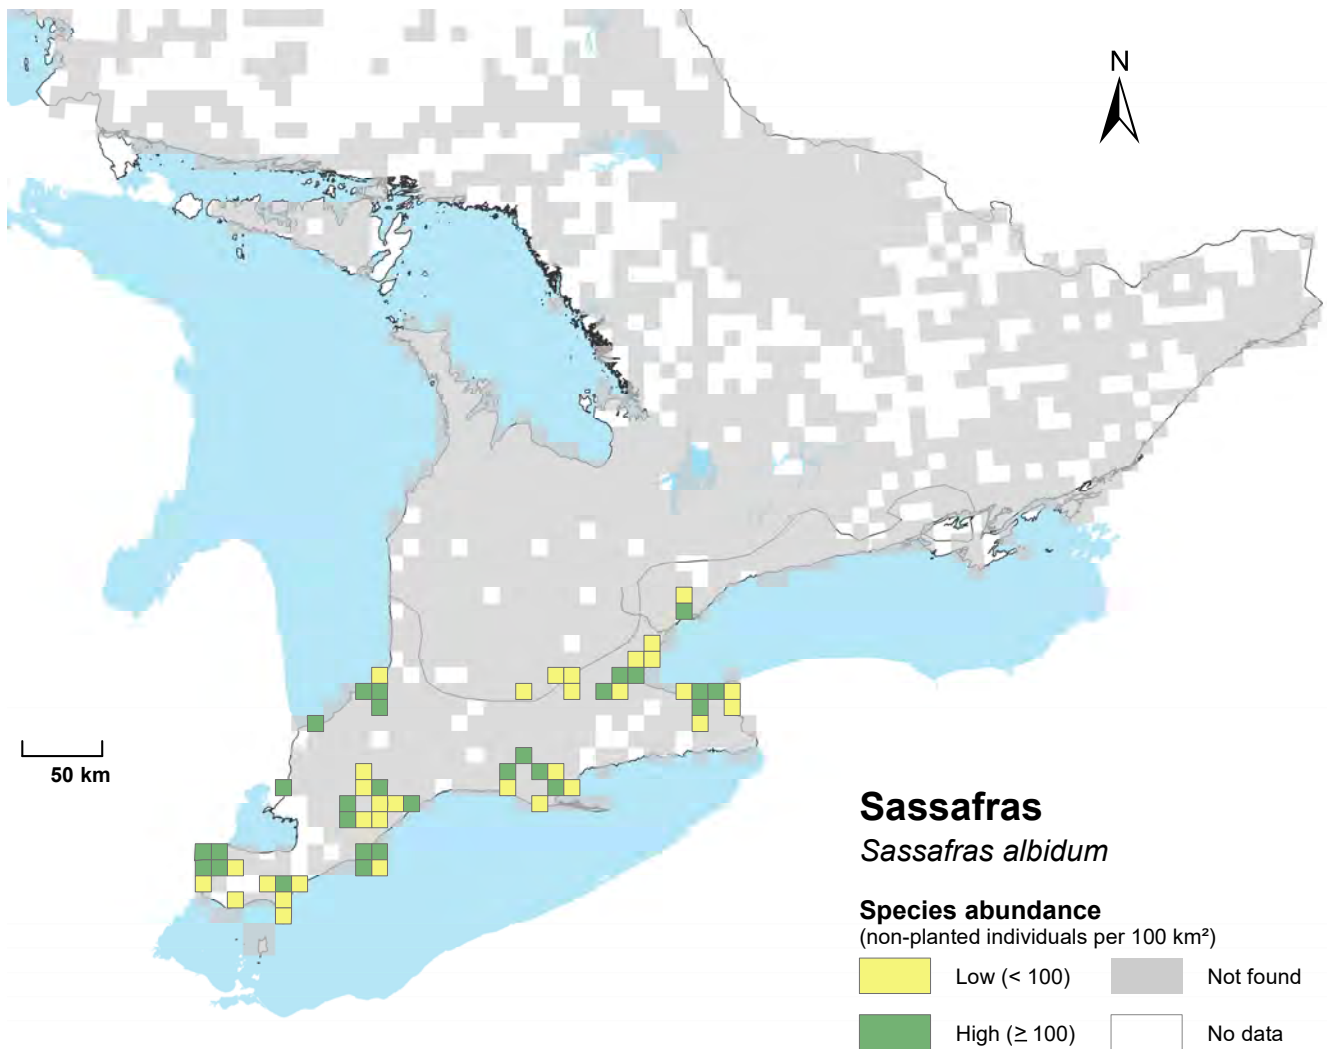 N
50 km
Sassafras
Sassafras albidum
Species abundance
(non-planted individuals per 100 km²)
Low (< 100)
Not found
High (≥ 100)
No data